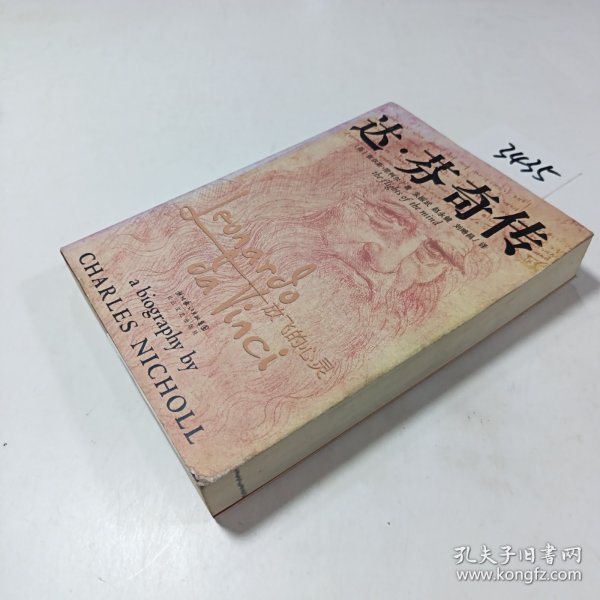 3435
达·芬奇传
the flights of the mind
Leonardo
da Vinci
放飞的心灵
a biography by
CHARLES NICHOLL
孔夫子旧书网
www.kongfz.com